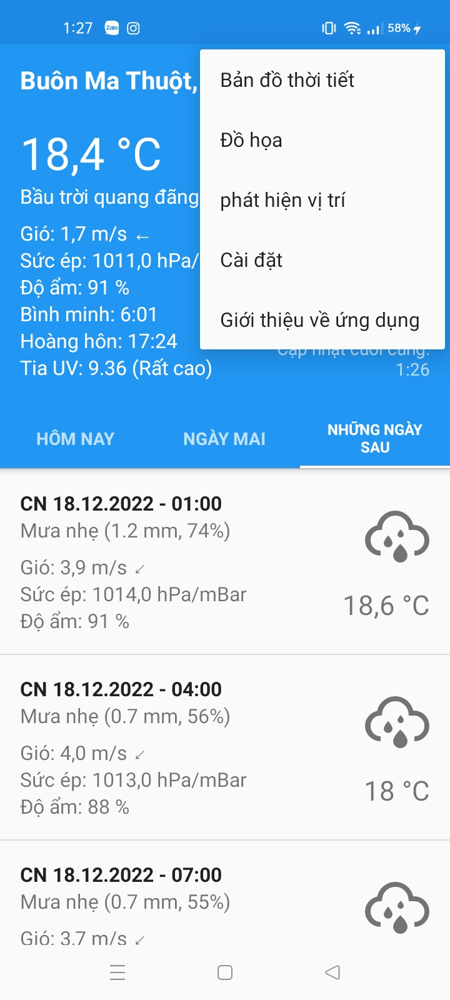 1:27 Zalo 58%
Buôn Ma Thuột,
18,4 °C
Bầu trời quang đãng
Gió: 1,7 m/s ←
Sức ép: 1011,0 hPa/
Độ ẩm: 91 %
Bình minh: 6:01
Hoàng hôn: 17:24
Tia UV: 9.36 (Rất cao)
Bản đồ thời tiết
Đồ họa
phát hiện vị trí
Cài đặt
Giới thiệu về ứng dụng
Cập nhật cuối cùng:
1:26
HÔM NAY
NGÀY MAI
NHỮNG NGÀY
SAU
CN 18.12.2022 - 01:00
Mưa nhẹ (1.2 mm, 74%)
Gió: 3,9 m/s ↙
Sức ép: 1014,0 hPa/mBar
Độ ẩm: 91 %
18,6 °C
CN 18.12.2022 - 04:00
Mưa nhẹ (0.7 mm, 56%)
Gió: 4,0 m/s ↙
Sức ép: 1013,0 hPa/mBar
Độ ẩm: 88 %
18 °C
CN 18.12.2022 - 07:00
Mưa nhẹ (0.7 mm, 55%)
Gió: 3,7 m/s ↙